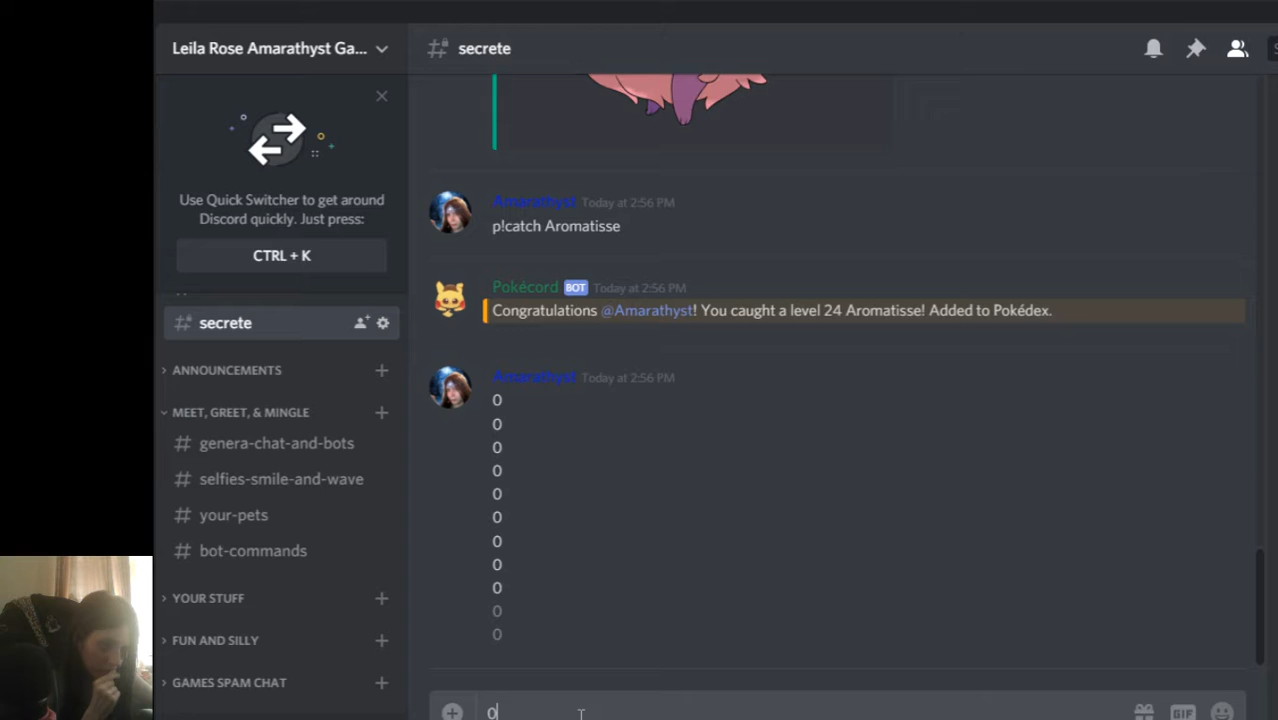 Leila Rose Amarathyst Ga...
secrete
Use Quick Switcher to get around
Discord quickly. Just press:
CTRL + K
secrete
ANNOUNCEMENTS
MEET, GREET, & MINGLE
genera-chat-and-bots
selfies-smile-and-wave
your-pets
bot-commands
YOUR STUFF
FUN AND SILLY
GAMES SPAM CHAT
Amarathyst Today at 2:56 PM
p!catch Aromatisse
Pokécord BOT Today at 2:56 PM
Congratulations @Amarathyst! You caught a level 24 Aromatisse! Added to Pokédex.
Amarathyst Today at 2:56 PM
0
0
0
0
0
0
0
0
0
0
0
0
GIF